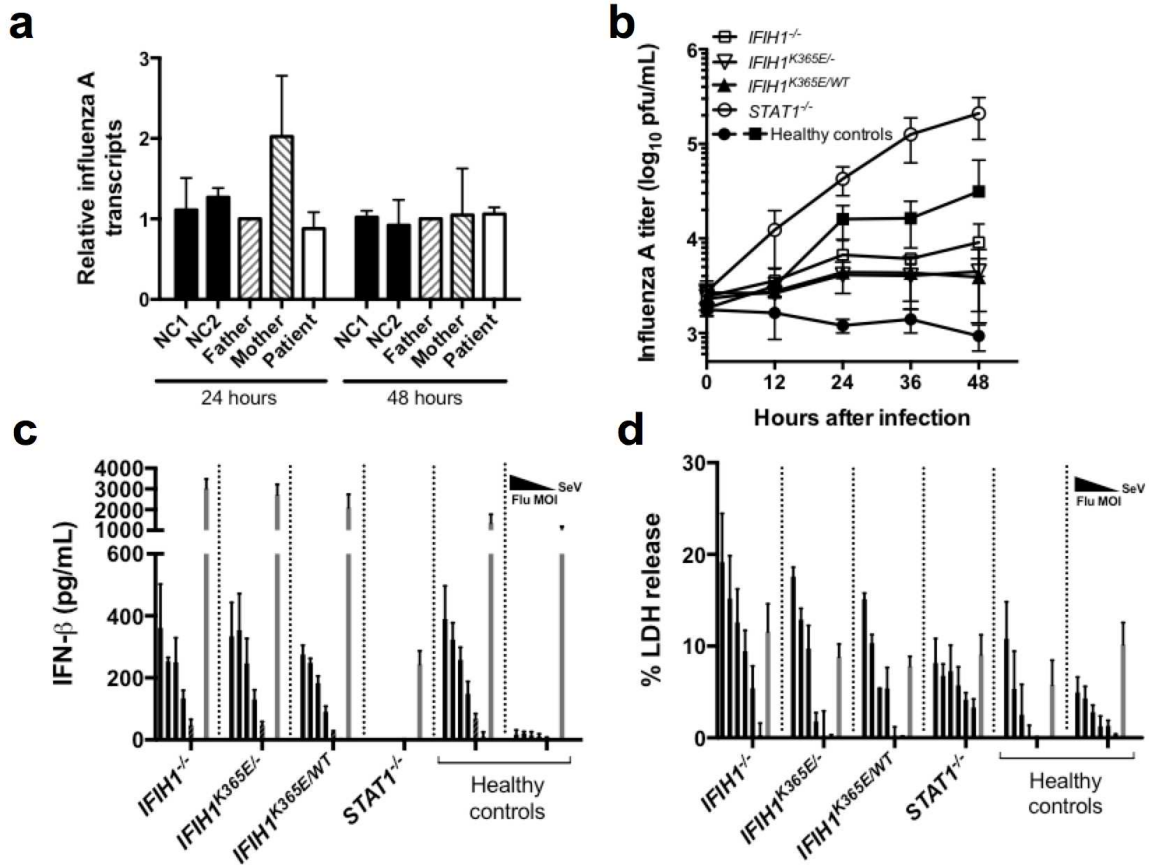 a
Relative influenza A
transcripts
3
2
1
0
NC1
NC2
Father
Mother
Patient
NC1
NC2
Father
Mother
Patient
24 hours
48 hours
b
Influenza A titer (log10 pfu/mL)
6
5
4
3
IFIH1-/-
IFIH1K365E/-
IFIH1K365E/WT
STAT1-/-
Healthy controls
0
12
24
36
48
Hours after infection
c
IFN-β (pg/mL)
4000
3000
2000
1000
600
400
200
0
SeV
Flu MOI
IFIH1-/-
IFIH1K365E/-
IFIH1K365E/WT
STAT1-/-
Healthy
controls
d
% LDH release
30
20
10
0
SeV
Flu MOI
IFIH1-/-
IFIH1K365E/-
IFIH1K365E/WT
STAT1-/-
Healthy
controls